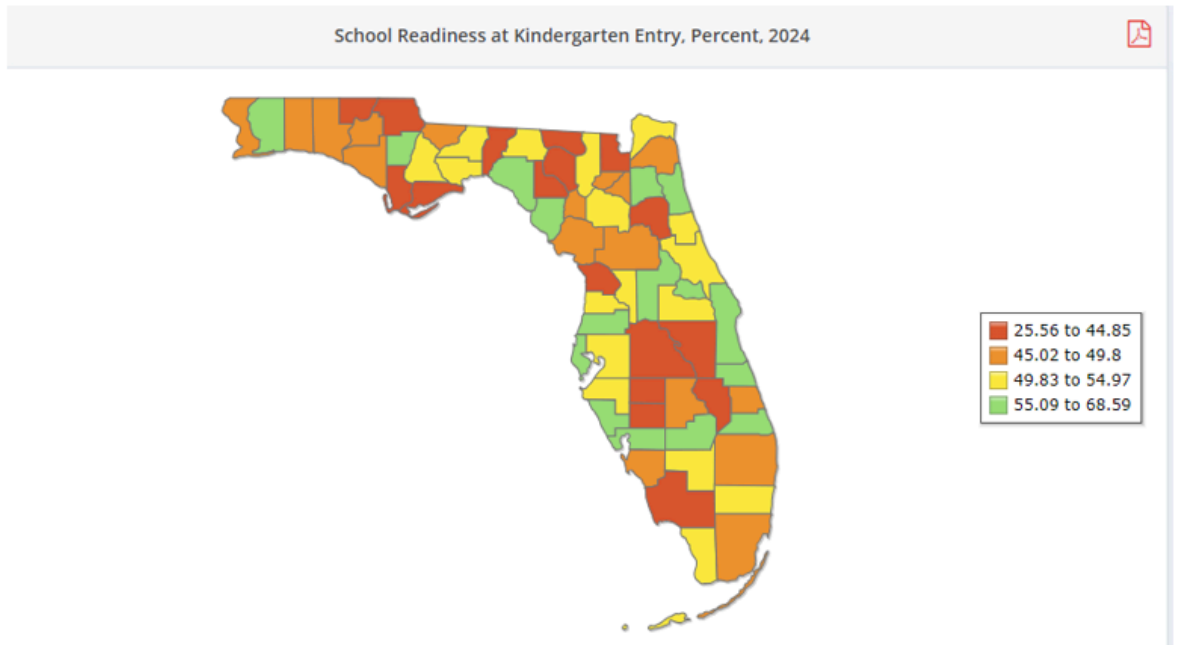 School Readiness at Kindergarten Entry, Percent, 2024
25.56 to 44.85
45.02 to 49.8
49.83 to 54.97
55.09 to 68.59